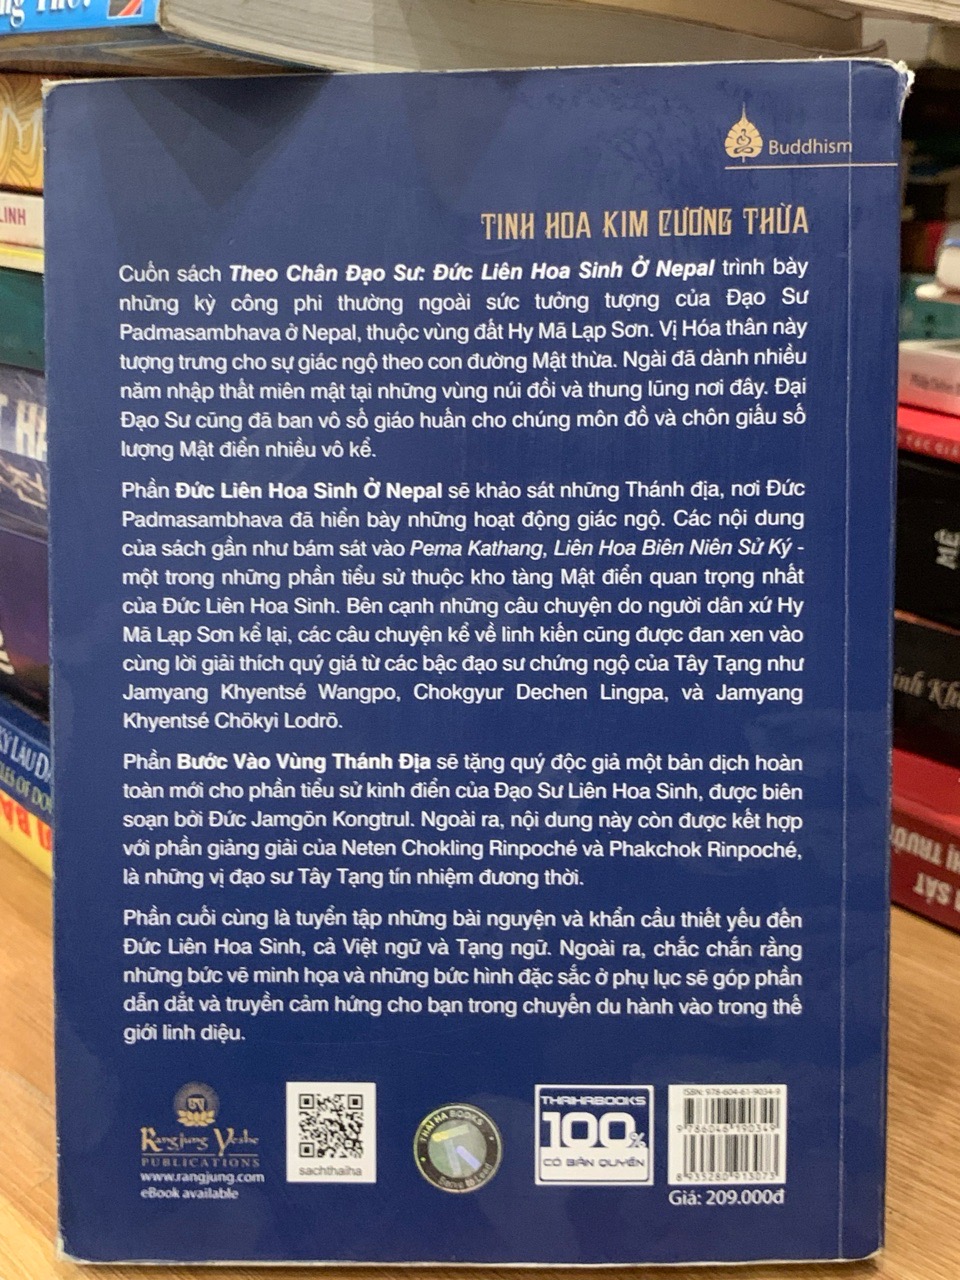 Buddhism
TINH HOA KIM CƯƠNG THỪA
Cuốn sách Theo Chân Đạo Sư: Đức Liên Hoa Sinh Ở Nepal trình bày
những kỳ công phi thường ngoài sức tưởng tượng của Đạo Sư
Padmasambhava ở Nepal, thuộc vùng đất Hy Mã Lạp Sơn. Vị Hóa thân này
tượng trưng cho sự giác ngộ theo con đường Mật thừa. Ngài đã dành nhiều
năm nhập thất miên mật tại những vùng núi đồi và thung lũng nơi đây. Đại
Đạo Sư cũng đã ban vô số giáo huấn cho chúng môn đồ và chôn giấu số
lượng Mật điển nhiều vô kể.
Phần Đức Liên Hoa Sinh Ở Nepal sẽ khảo sát những Thánh địa, nơi Đức
Padmasambhava đã hiển bày những hoạt động giác ngộ. Các nội dung
của sách gần như bám sát vào Pema Kathang, Liên Hoa Biên Niên Sử Ký -
một trong những phần tiểu sử thuộc kho tàng Mật điển quan trọng nhất
của Đức Liên Hoa Sinh. Bên cạnh những câu chuyện do người dân xứ Hy
Mã Lạp Sơn kể lại, các câu chuyện kể về linh kiến cũng được đan xen vào
cùng lời giải thích quý giá từ các bậc đạo sư chứng ngộ của Tây Tạng như
Jamyang Khyentsé Wangpo, Chokgyur Dechen Lingpa, và Jamyang
Khyentsé Chökyi Lodrö.
Phần Bước Vào Vùng Thánh Địa sẽ tặng quý độc giả một bản dịch hoàn
toàn mới cho phần tiểu sử kinh điển của Đạo Sư Liên Hoa Sinh, được biên
soạn bởi Đức Jamgön Kongtrul. Ngoài ra, nội dung này còn được kết hợp
với phần giảng giải của Neten Chokling Rinpoché và Phakchok Rinpoché,
là những vị đạo sư Tây Tạng tín nhiệm đương thời.
Phần cuối cùng là tuyển tập những bài nguyện và khẩn cầu thiết yếu đến
Đức Liên Hoa Sinh, cả Việt ngữ và Tạng ngữ. Ngoài ra, chắc chắn rằng
những bức vẽ minh họa và những bức hình đặc sắc ở phụ lục sẽ góp phần
dẫn dắt và truyền cảm hứng cho bạn trong chuyến du hành vào trong thế
giới linh diệu.
Rangjung Yeshe
PUBLICATIONS
www.rangjung.com
eBook available
sachthaiha
THAI HA BOOKS
Serve to Lead
THAIHABOOKS
100%
CÓ BẢN QUYỀN
ISBN: 978-604-61-9034-9
9 786046 190349
8 935280 913073
Giá: 209.000đ
LINH